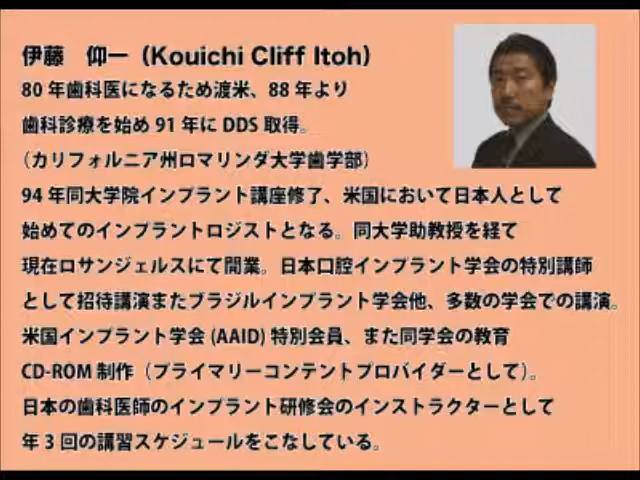 伊藤　仰一（Kouichi Cliff Itoh）
80 年歯科医になるため渡米、88 年より
歯科診療を始め 91 年に DDS 取得。
（カリフォルニア州ロマリンダ大学歯学部）
94 年同大学院インプラント講座修了、米国において日本人として
始めてのインプラントロジストとなる。同大学助教授を経て
現在ロサンジェルスにて開業。日本口腔インプラント学会の特別講師
として招待講演またブラジルインプラント学会他、多数の学会での講演。
米国インプラント学会 (AAID) 特別会員、また同学会の教育
CD-ROM 制作（プライマリーコンテントプロバイダーとして）。
日本の歯科医師のインプラント研修会のインストラクターとして
年 3 回の講習スケジュールをこなしている。